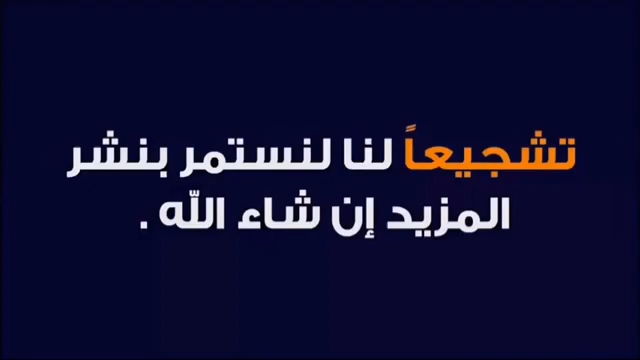 تشجيعاً لنا لنستمر بنشر
المزيد إن شاء الله .